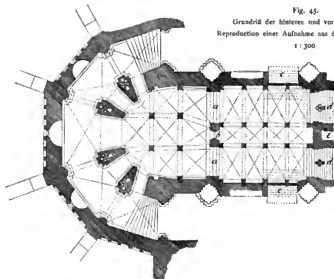 Fig. 45.
Grundriß der hinteren und vor
Reproduction einer Aufnahme aus d
1 : 300.
c
a
a
c